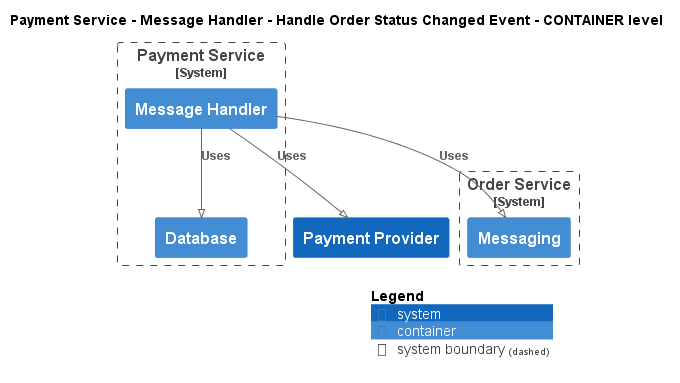 Payment Service - Message Handler - Handle Order Status Changed Event - CONTAINER level
Payment Service
[System]
Message Handler
Uses
Uses
Uses
Order Service
[System]
Database
Payment Provider
Messaging
Legend
system
container
system boundary (dashed)